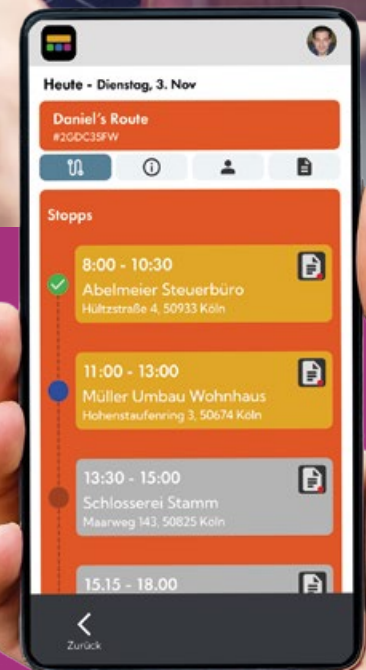 Heute - Dienstag, 3. Nov
Daniel's Route
#2GDC35FW
Stopps
8:00 - 10:30
Abelmeier Steuerbüro
Hültzstraße 4, 50933 Köln
11:00 - 13:00
Müller Umbau Wohnhaus
Hohenstaufenring 3, 50674 Köln
13:30 - 15:00
Schlosserei Stamm
Maarweg 143, 50825 Köln
15.15 - 18.00
Zurück